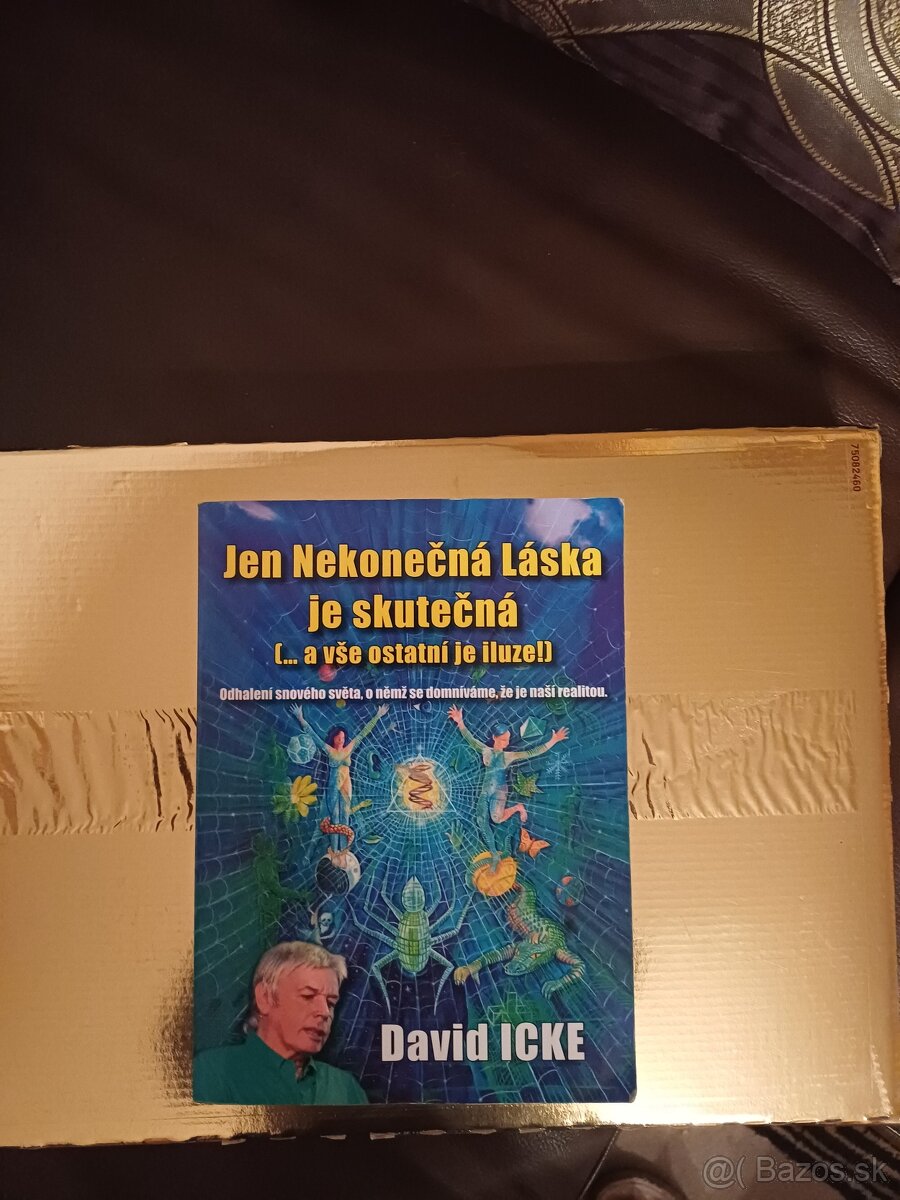 75082460
Jen Nekonečná Láska
je skutečná
(... a vše ostatní je iluze!)
Odhalení snového světa, o němž se domníváme, že je naší realitou.
David ICKE
@( Bazos.sk